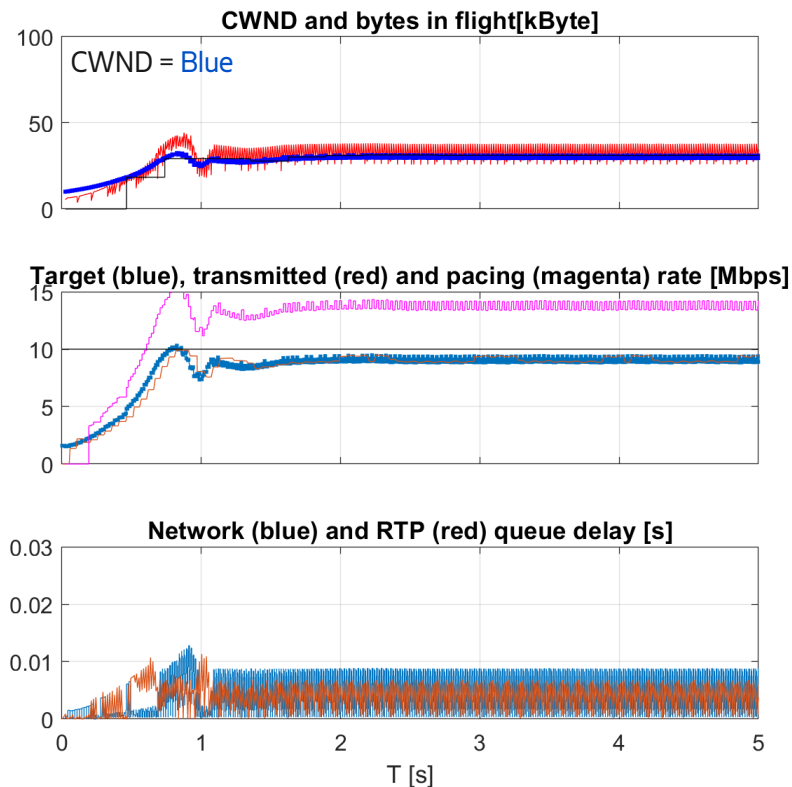 CWND and bytes in flight[kByte]
100
CWND = Blue
50
0
Target (blue), transmitted (red) and pacing (magenta) rate [Mbps]
15
10
5
0
Network (blue) and RTP (red) queue delay [s]
0.03
0.02
0.01
0
0 1 2 3 4 5
T [s]